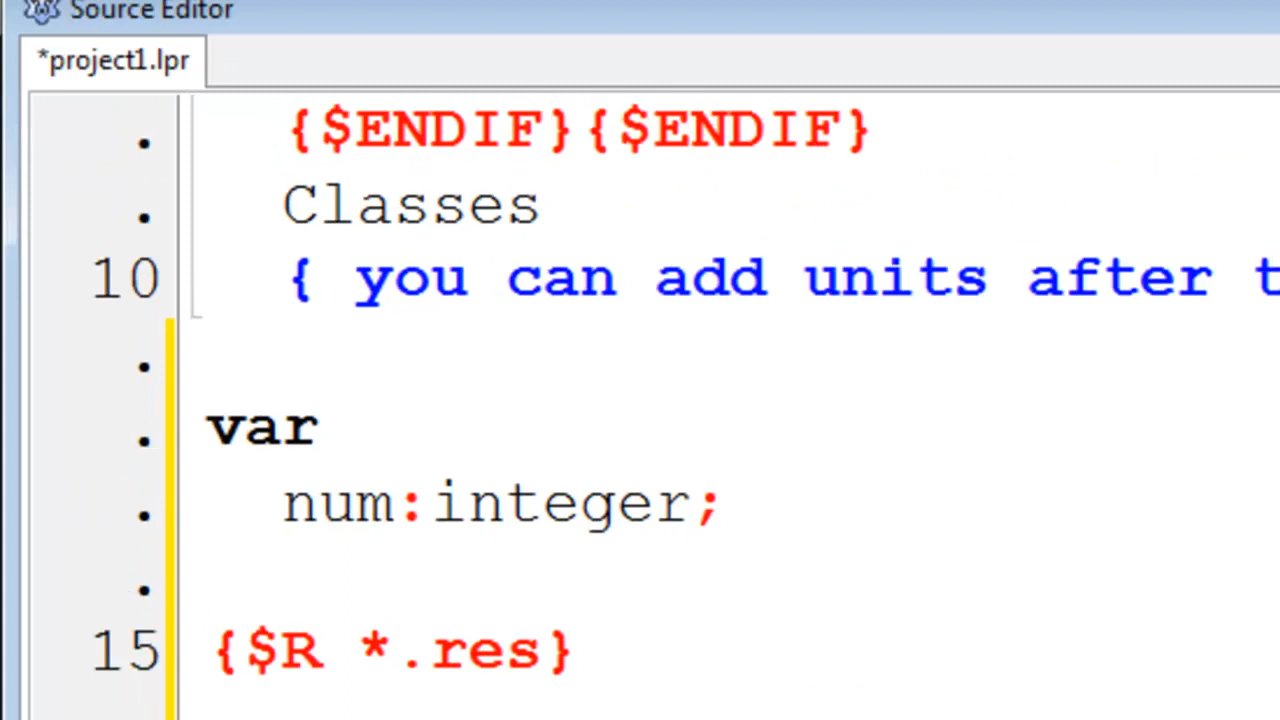 Source Editor
*project1.lpr
. {$ENDIF}{$ENDIF}
. Classes
10 { you can add units after t
.
. var
. num:integer;
.
15 {$R *.res}